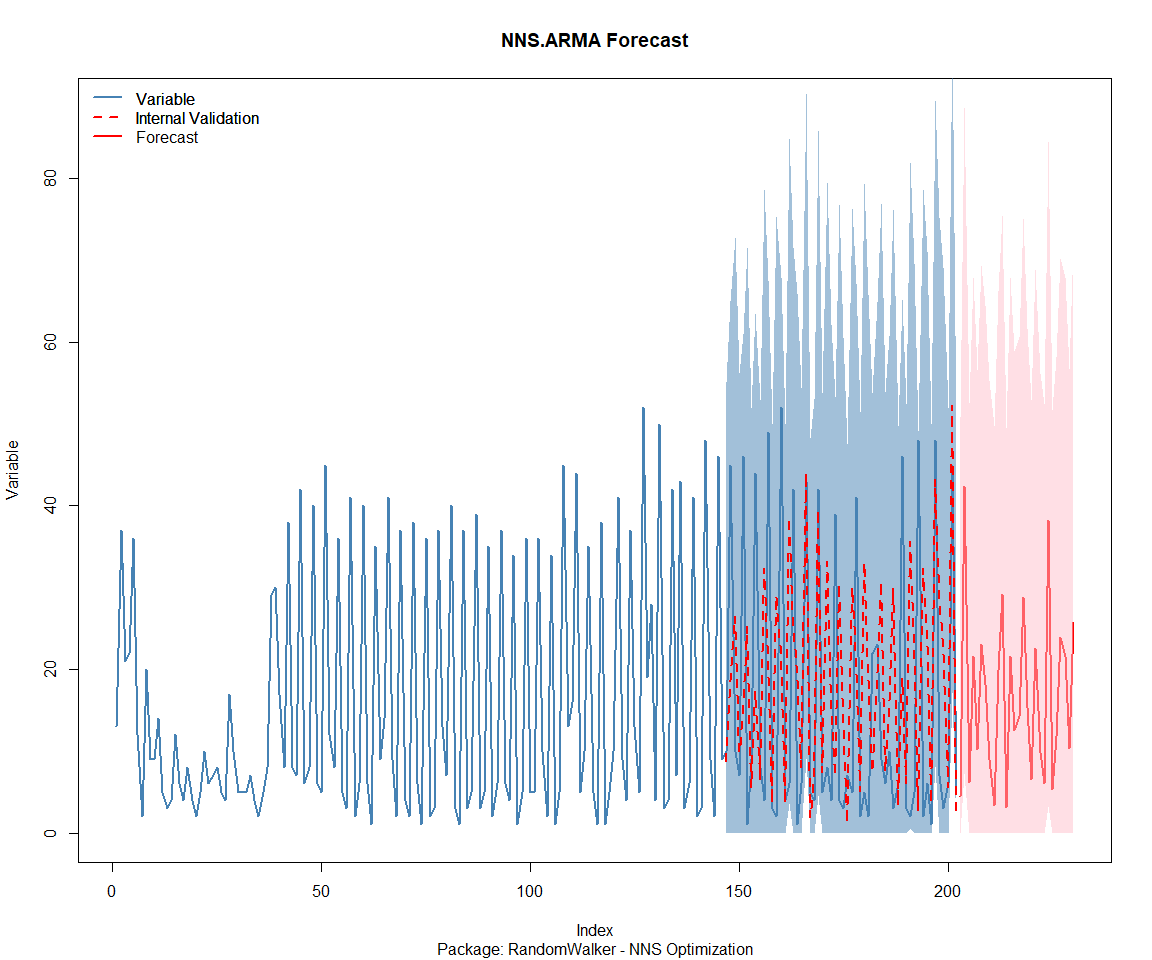 NNS.ARMA Forecast
Variable
Internal Validation
Forecast
Variable
80
60
40
20
0
0 50 100 150 200
Index
Package: RandomWalker - NNS Optimization